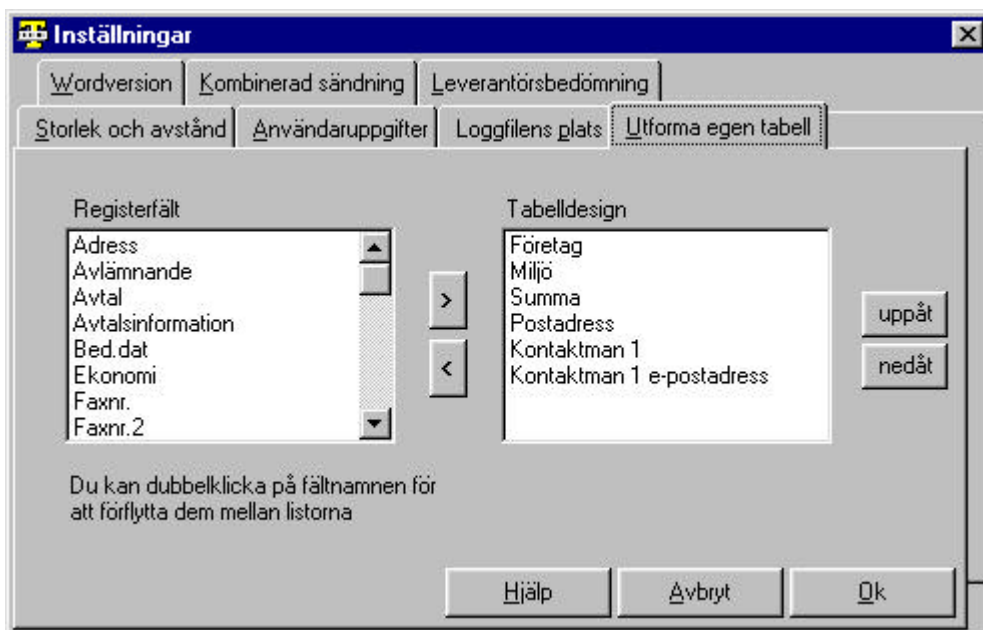 Inställningar
Wordversion
Kombinerad sändning
Leverantörsbedömning
Storlek och avstånd
Användaruppgifter
Loggfilens plats
Utforma egen tabell
Registerfält
Adress
Avlämnande
Avtal
Avtalsinformation
Bed.dat
Ekonomi
Faxnr.
Faxnr.2
>
<
Tabelldesign
Företag
Miljö
Summa
Postadress
Kontaktman 1
Kontaktman 1 e-postadress
uppåt
nedåt
Du kan dubbelklicka på fältnamnen för
att förflytta dem mellan listorna
Hjälp
Avbryt
Ok